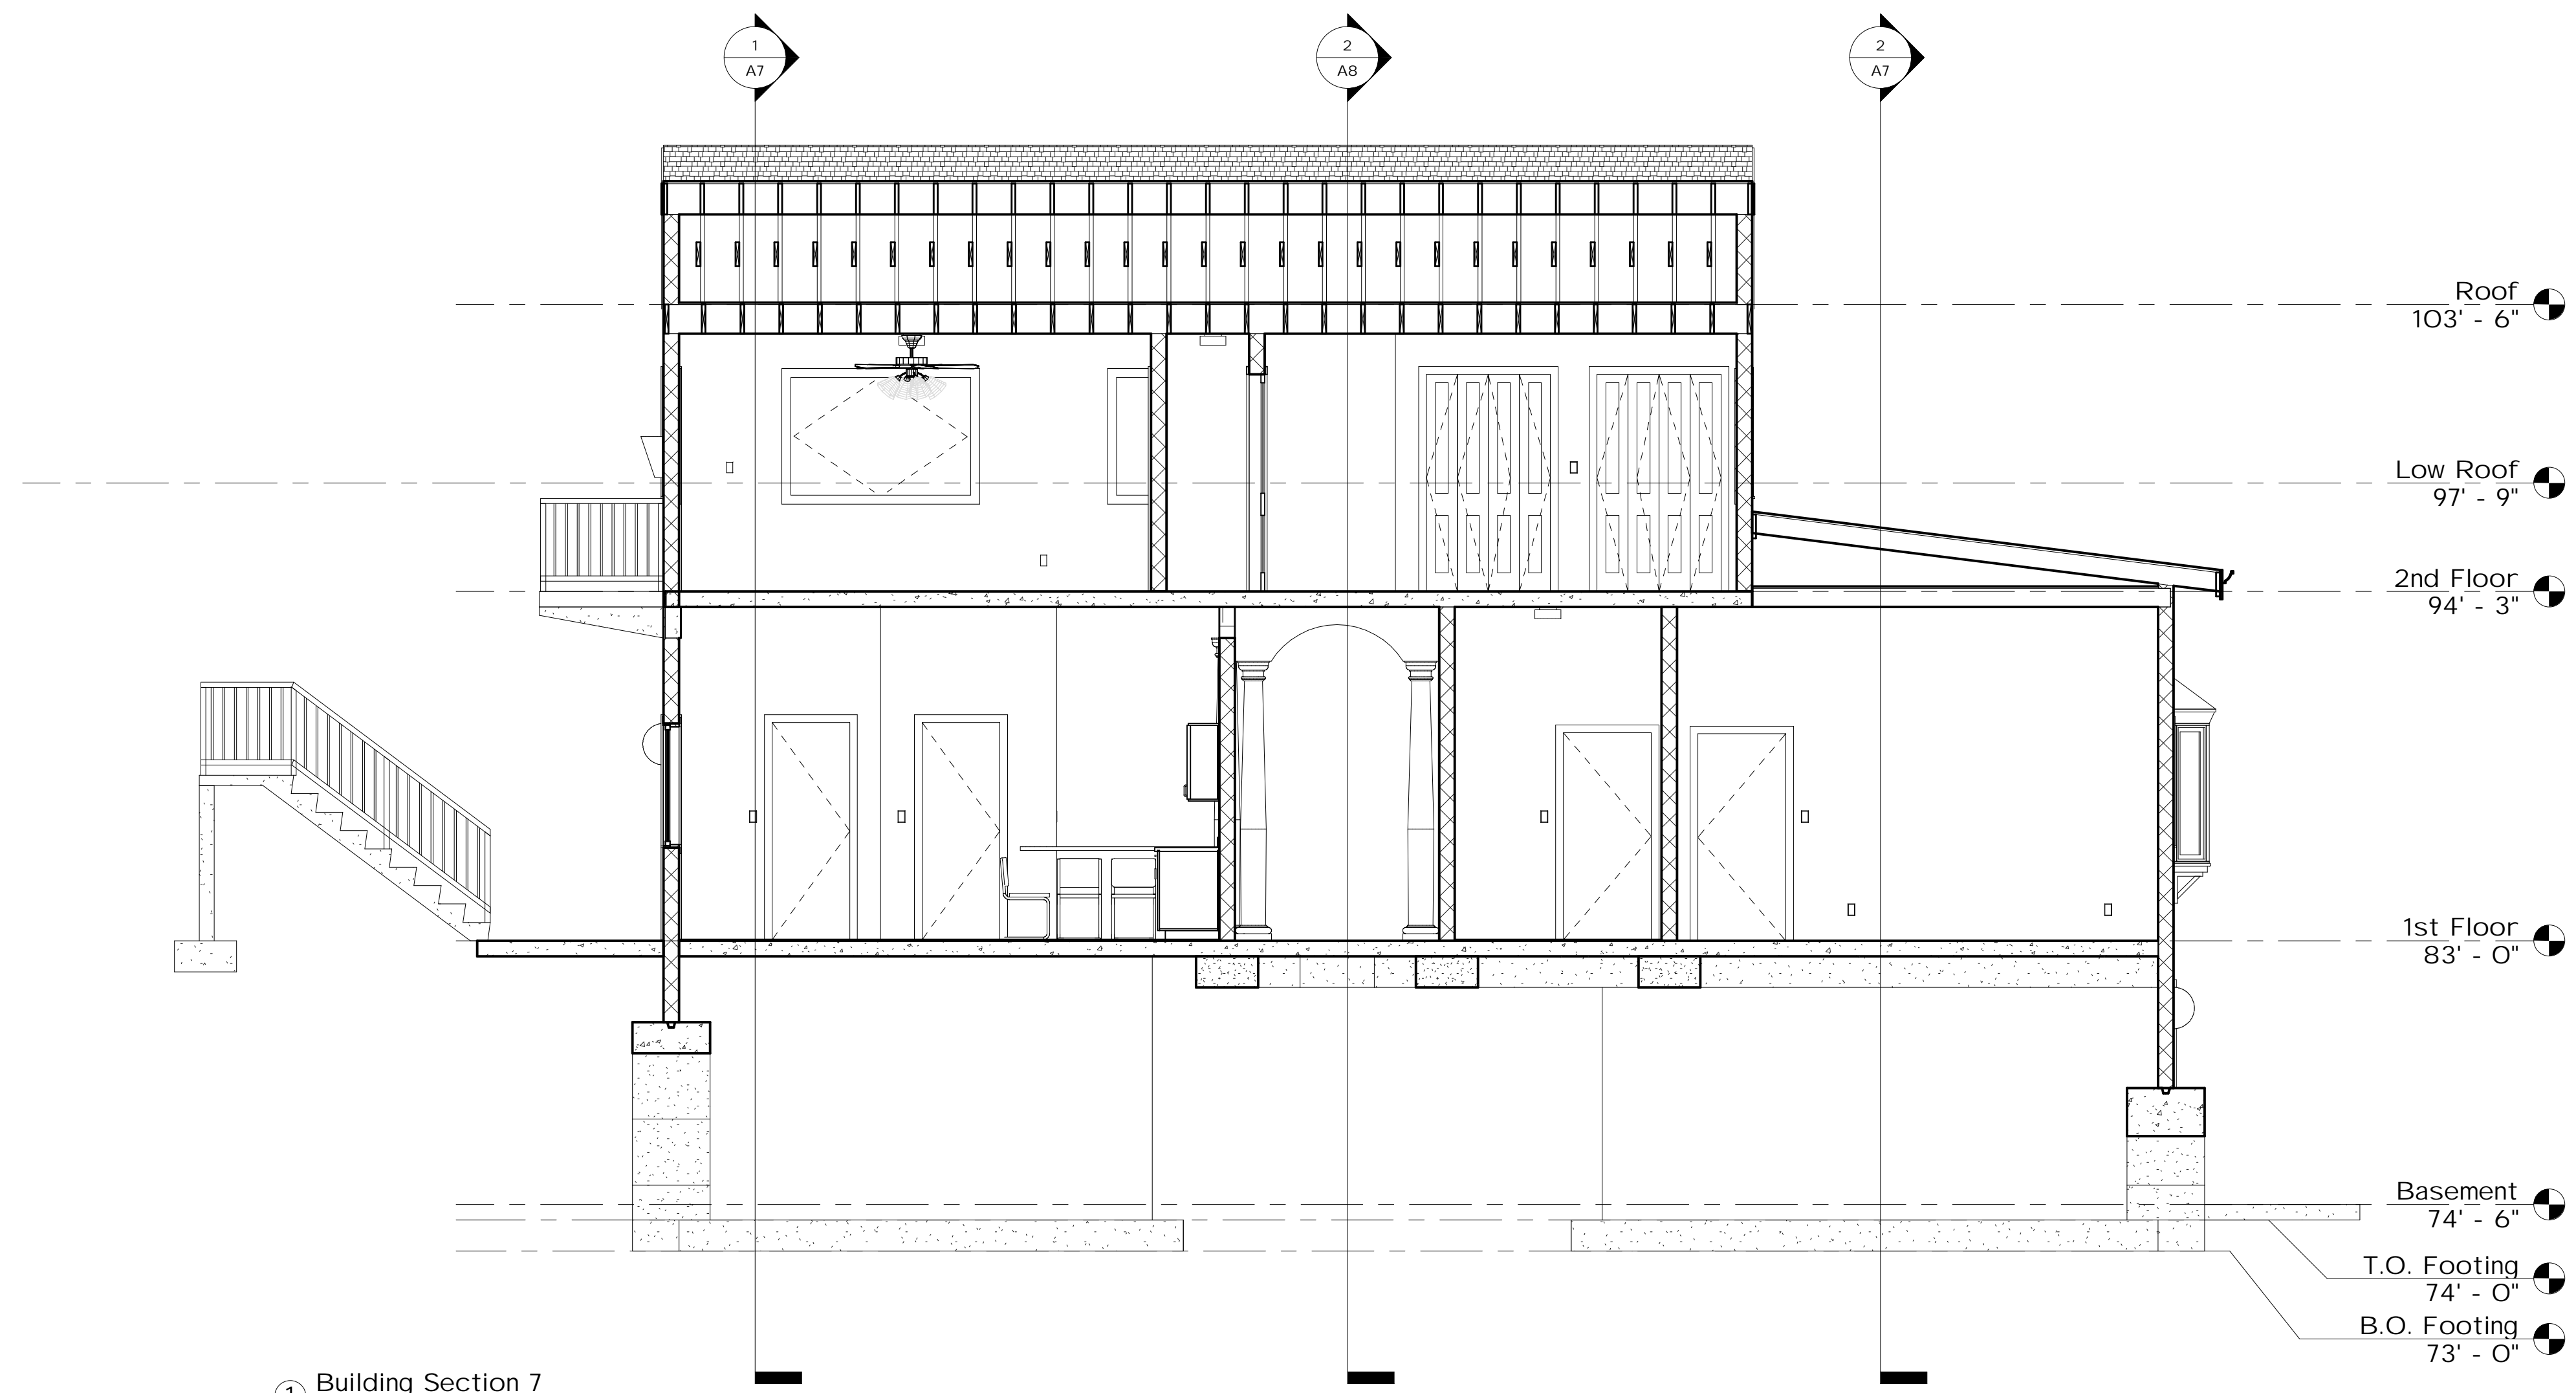 1
A7
2
A8
2
A7
Roof
103' - 6"
Low Roof
97' - 9"
2nd Floor
94' - 3"
1st Floor
83' - 0"
Basement
74' - 6"
T.O. Footing
74' - 0"
B.O. Footing
73' - 0"
1
Building Section 7